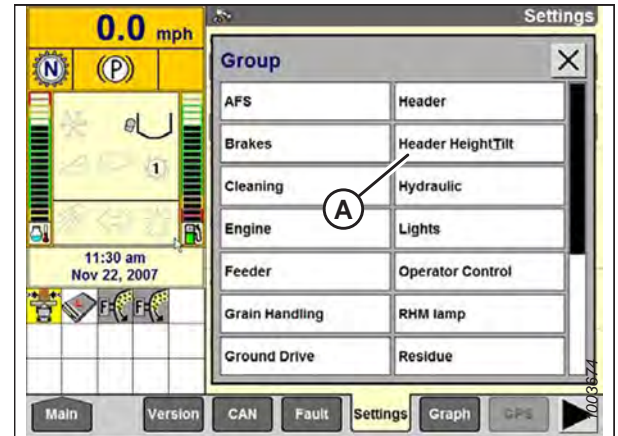 0.0 mph
Settings
N
(P)
1
11:30 am
Nov 22, 2007
F-
F-
Group
AFS
Header
Brakes
Header HeightTilt
Cleaning
Hydraulic
A
Engine
Lights
Feeder
Operator Control
Grain Handling
RHM lamp
Ground Drive
Residue
Main
Version
CAN
Fault
Settings
Graph
GPS
1003674